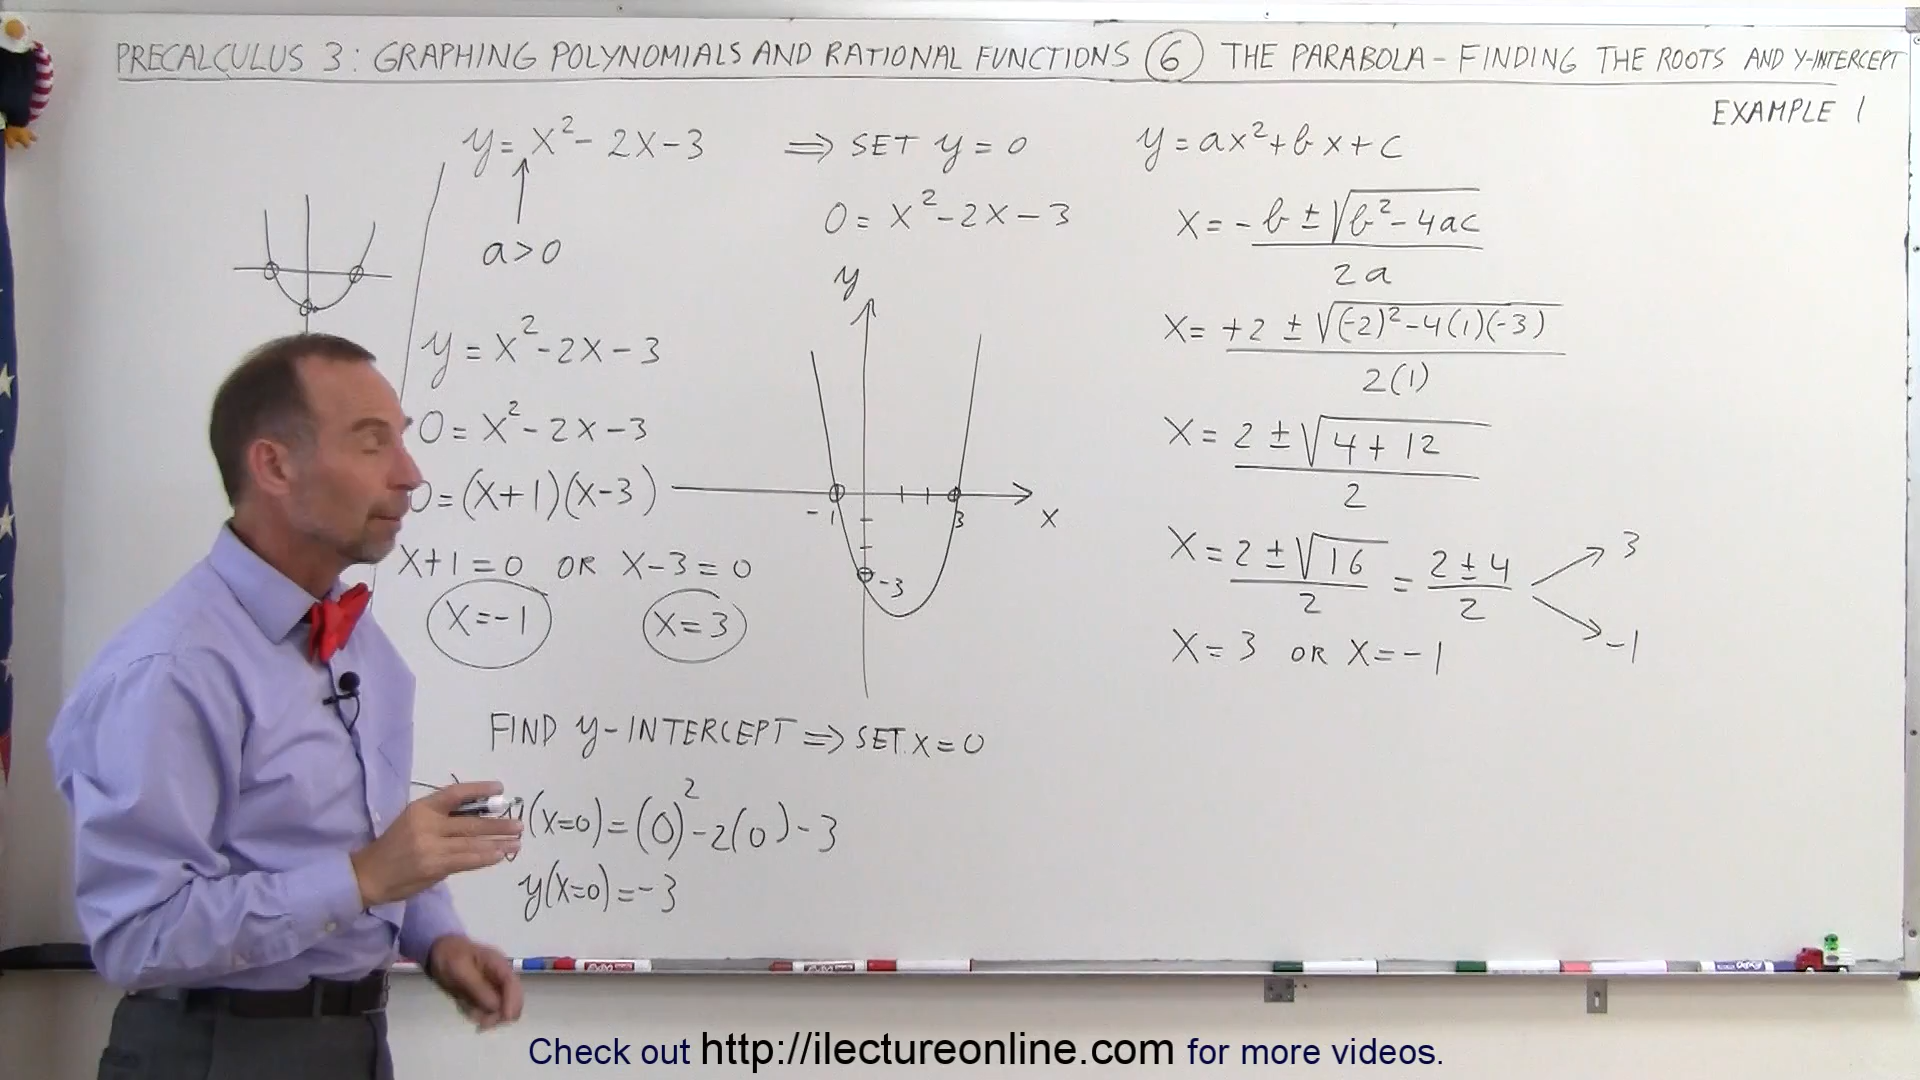 PRECALCULUS 3: GRAPHING POLYNOMIALS AND RATIONAL FUNCTIONS ⑥ THE PARABOLA - FINDING THE ROOTS AND Y-INTERCEPT
EXAMPLE 1
y = x² - 2x - 3 ⇒ SET y = 0
0 = x² - 2x - 3
a > 0
y = x² - 2x - 3
0 = x² - 2x - 3
0 = (x+1)(x-3)
x+1 = 0 OR x-3 = 0
x = -1 x = 3
y
x
-1
3
-3
FIND y-INTERCEPT ⇒ SET x = 0
y(x=0) = (0)² - 2(0) - 3
y(x=0) = -3
y = ax² + bx + c
x = -b ± √b² - 4ac
2a
x = +2 ± √(-2)² - 4(1)(-3)
2(1)
x = 2 ± √4 + 12
2
x = 2 ± √16 = 2 ± 4
2 2
3
-1
x = 3 OR x = -1
Check out http://ilectureonline.com for more videos.